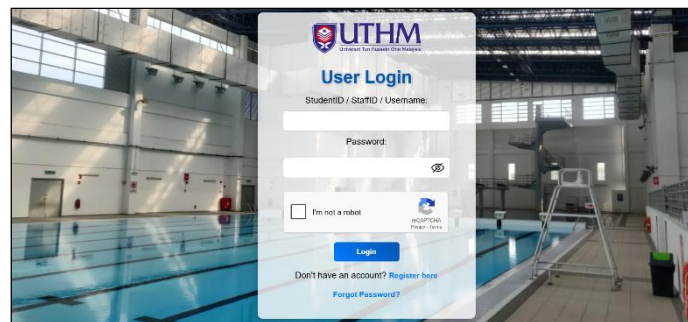 UTHM
Universiti Tun Hussein Onn Malaysia
User Login
StudentID / StaffID / Username:
Password:
I'm not a robot
reCAPTCHA
Privacy - Terms
Login
Don't have an account? Register here
Forgot Password?